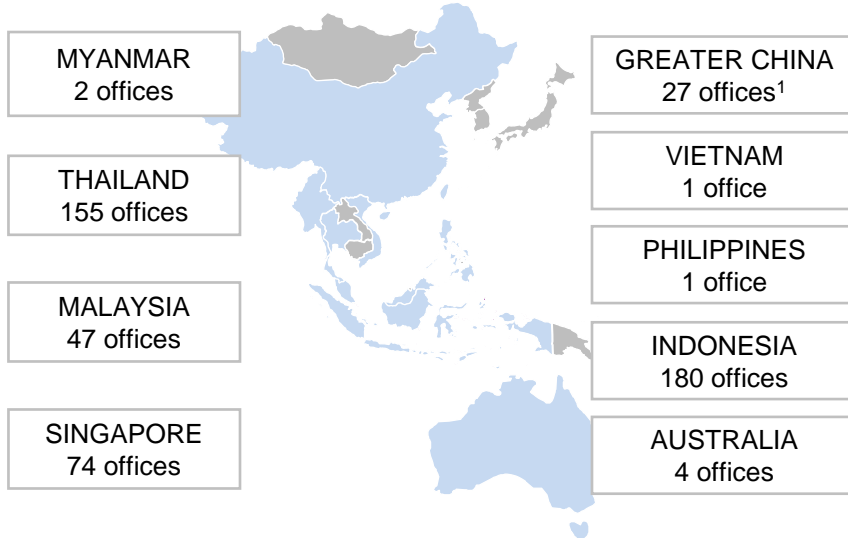 MYANMAR
2 offices
THAILAND
155 offices
MALAYSIA
47 offices
SINGAPORE
74 offices
GREATER CHINA
27 offices¹
VIETNAM
1 office
PHILIPPINES
1 office
INDONESIA
180 offices
AUSTRALIA
4 offices